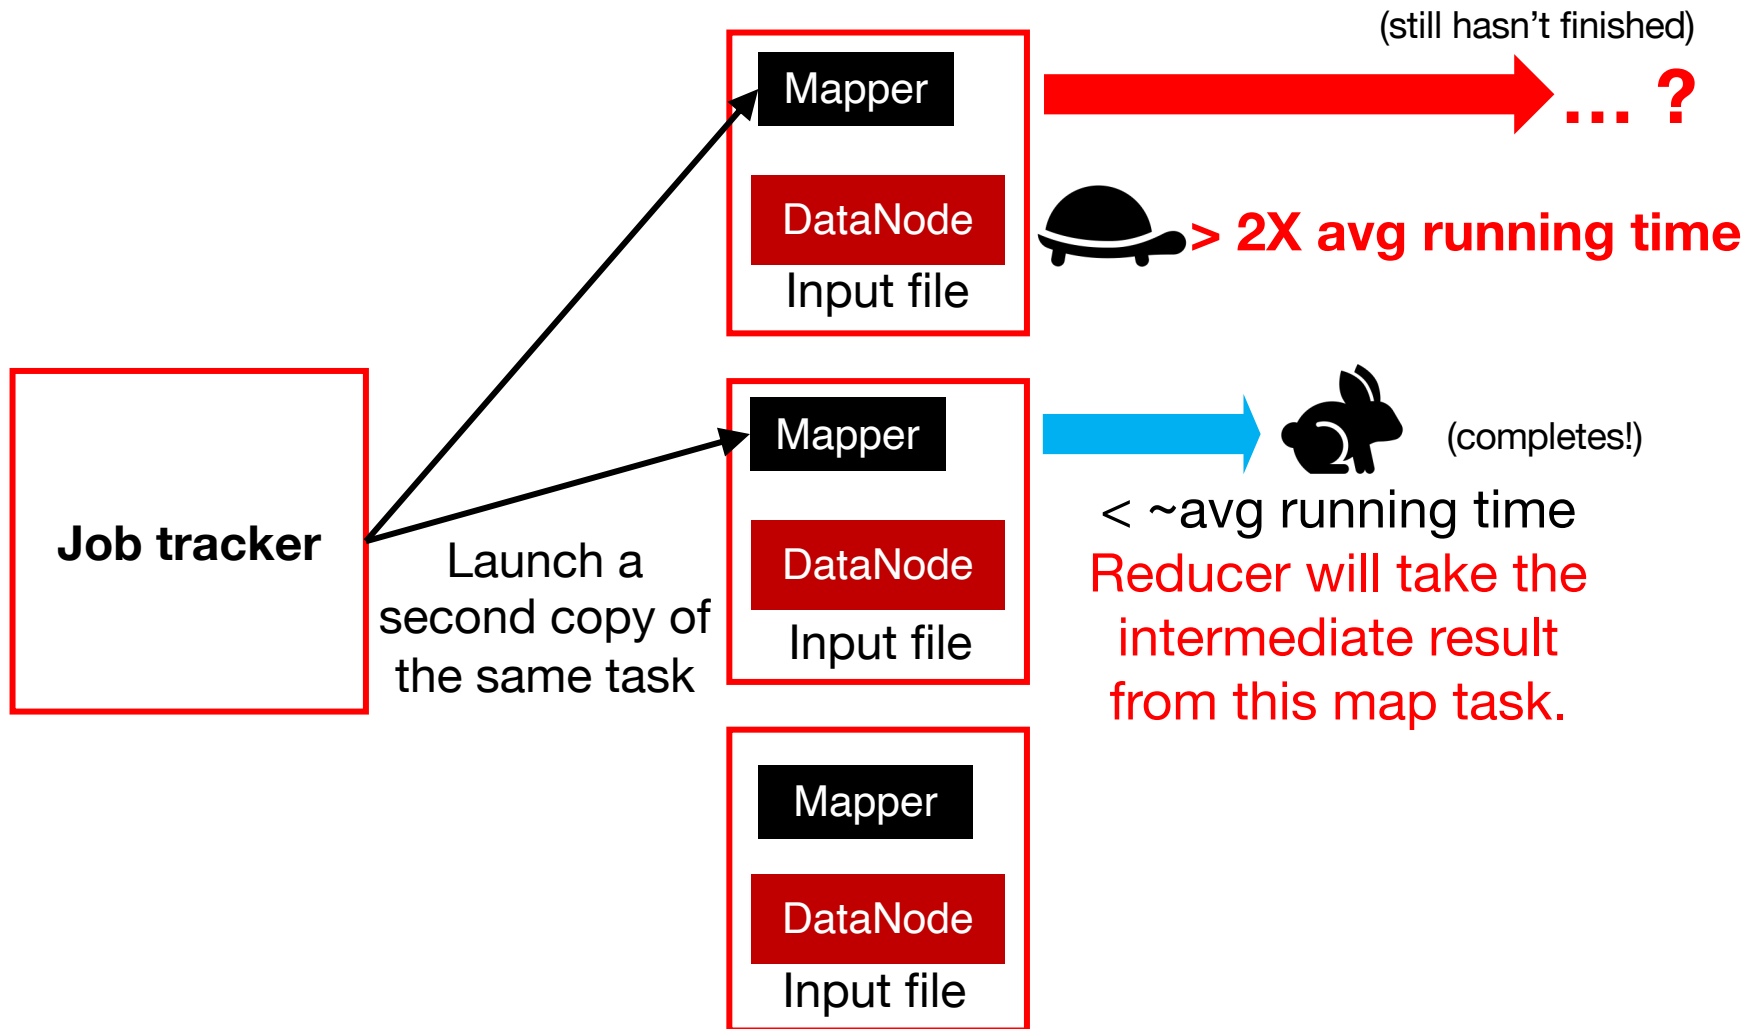 (still hasn’t finished)
Mapper
... ?
DataNode
> 2X avg running time
Input file
Mapper
(completes!)
< ~avg running time
Job tracker
Launch a
second copy of
the same task
DataNode
Input file
Reducer will take the
intermediate result
from this map task.
Mapper
DataNode
Input file